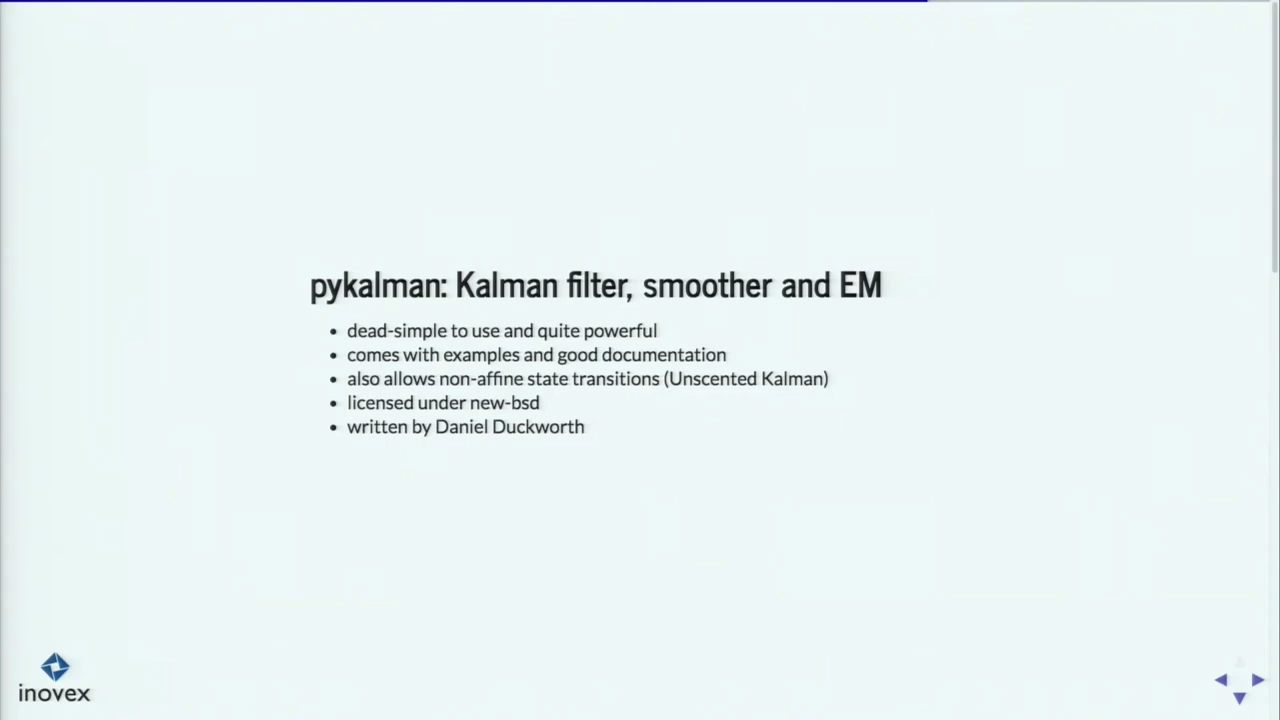 pykalman: Kalman filter, smoother and EM
• dead-simple to use and quite powerful
• comes with examples and good documentation
• also allows non-affine state transitions (Unscented Kalman)
• licensed under new-bsd
• written by Daniel Duckworth
inovex